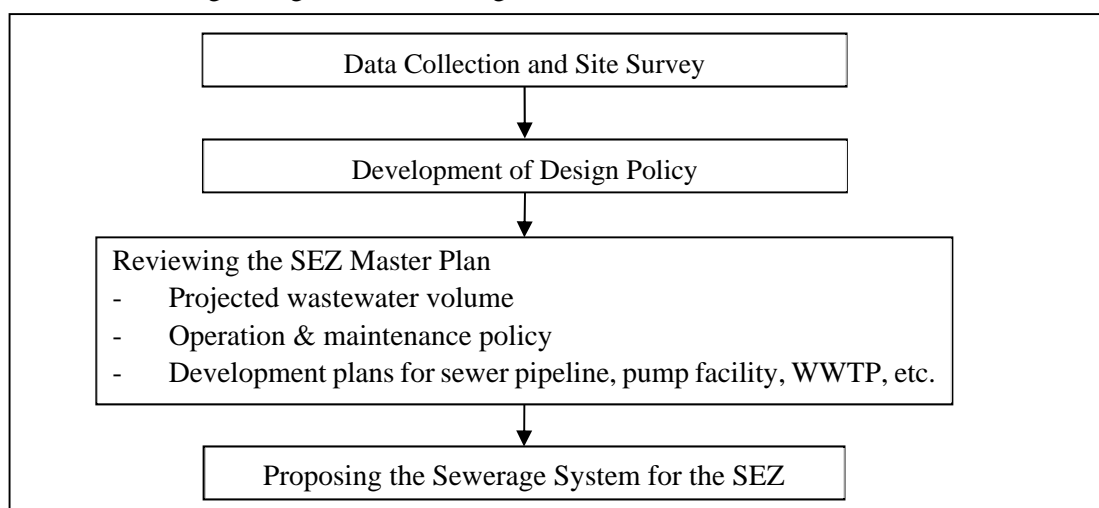 Data Collection and Site Survey
Development of Design Policy
Reviewing the SEZ Master Plan
- Projected wastewater volume
- Operation & maintenance policy
- Development plans for sewer pipeline, pump facility, WWTP, etc.
Proposing the Sewerage System for the SEZ